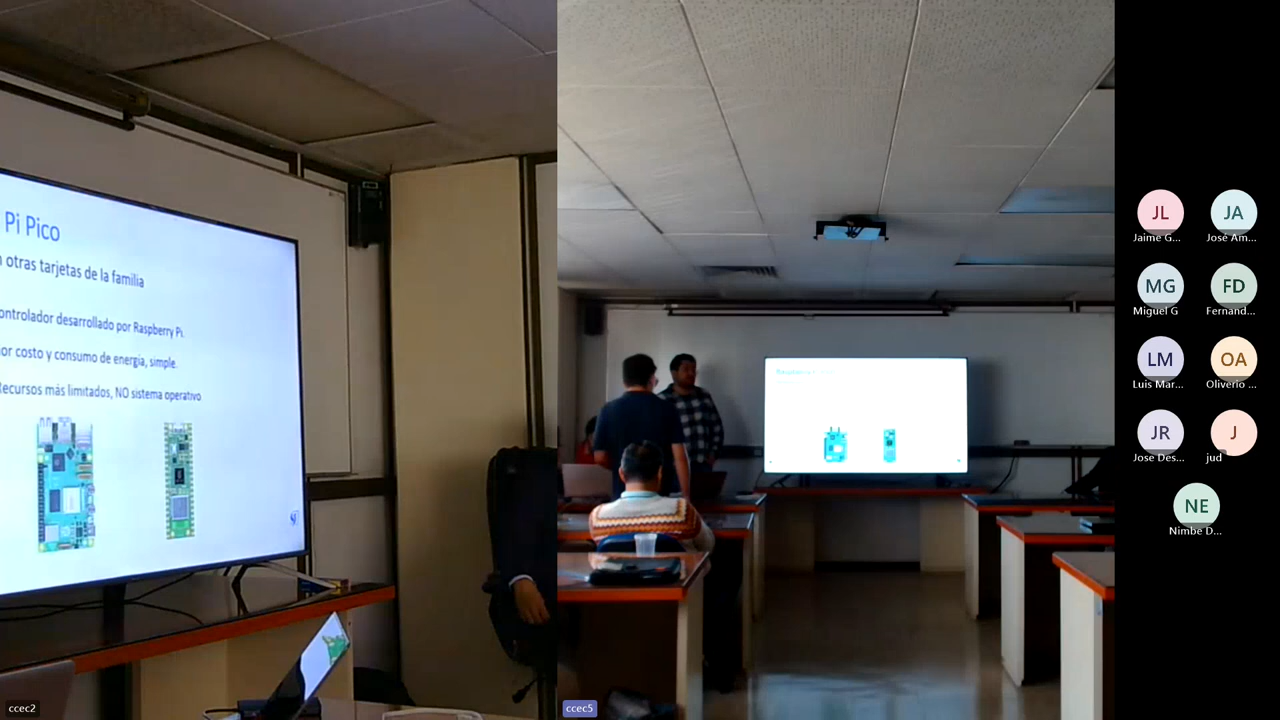 Pi Pico
otras tarjetas de la familia
ontrolador desarrollado por Raspberry Pi.
or costo y consumo de energía, simple.
Recursos más limitados, NO sistema operativo
ccec2
Raspberry
ccec5
JL
Jaime G...
JA
José Am...
MG
Miguel G
FD
Fernand...
LM
Luis Mar...
OA
Oliverio ...
JR
Jose Des...
J
jud
NE
Nimbe D...